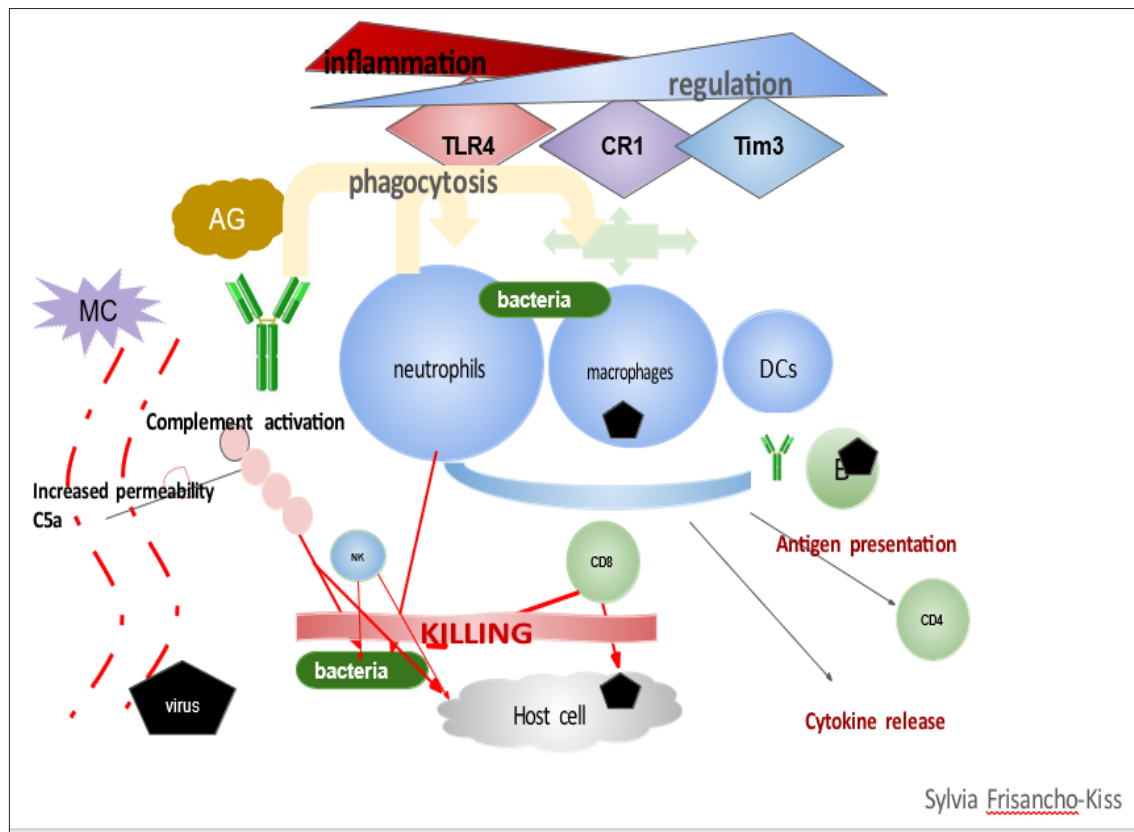 inflammation
regulation
TLR4
CR1
Tim3
phagocytosis
AG
MC
bacteria
neutrophils
macrophages
DCs
Complement activation
B
Increased permeability
C5a
Antigen presentation
NK
CD8
CD4
KILLING
bacteria
virus
Host cell
Cytokine release
Sylvia Frisancho-Kiss